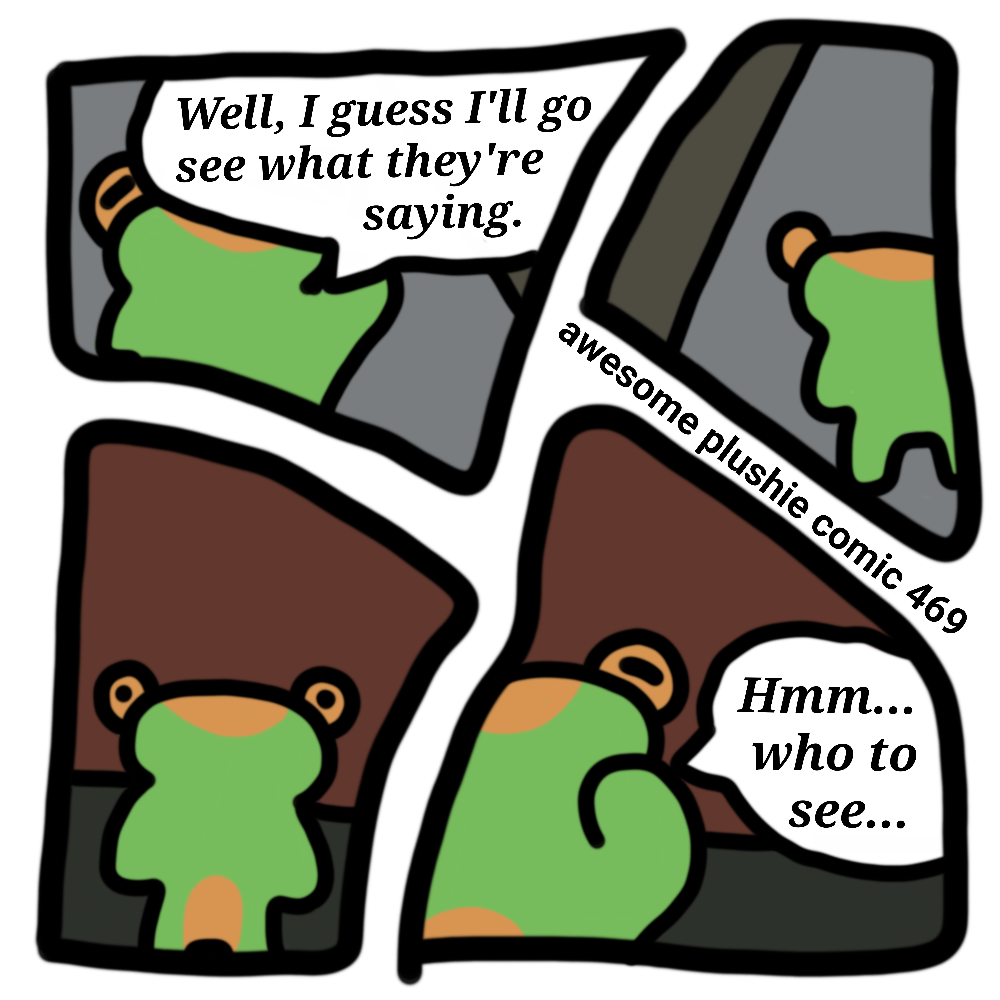 Well, I guess I'll go
see what they're
saying.
awesome plushie comic 469
Hmm...
who to
see...